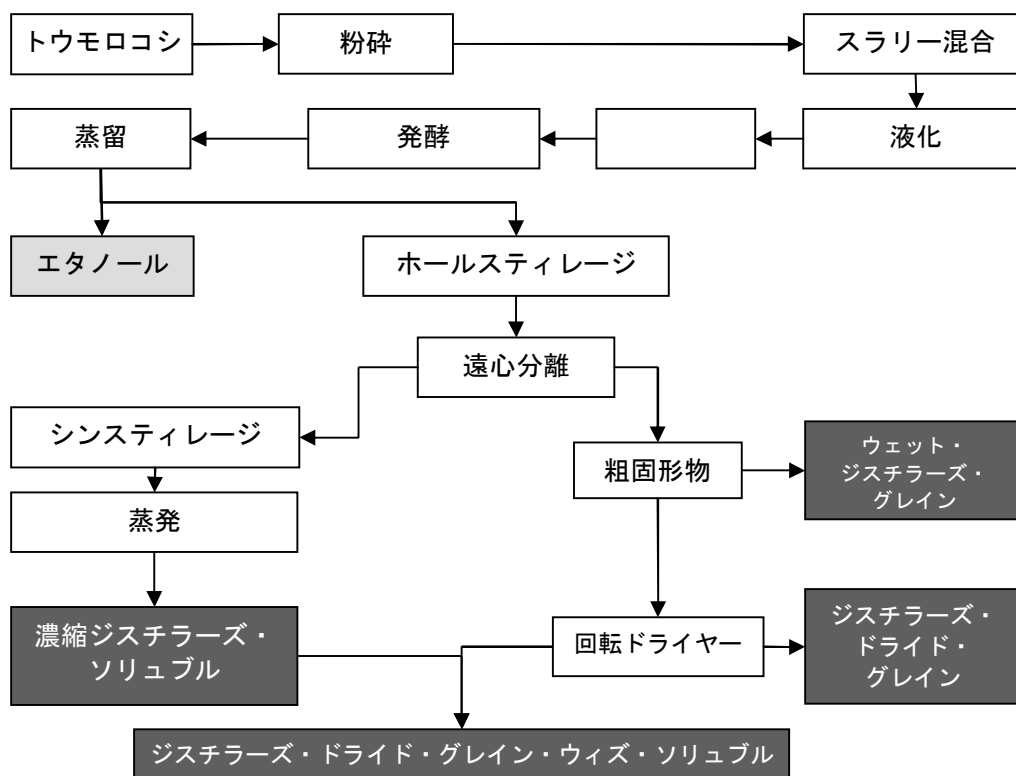 トウモロコシ
粉砕
スラリー混合
蒸留
発酵
液化
エタノール
ホールスティレージ
遠心分離
シンスティレージ
粗固形物
ウェット・
ジスチラーズ・
グレイン
蒸発
濃縮ジスチラーズ・
ソリュブル
回転ドライヤー
ジスチラーズ・
ドライド・
グレイン
ジスチラーズ・ドライド・グレイン・ウィズ・ソリュブル